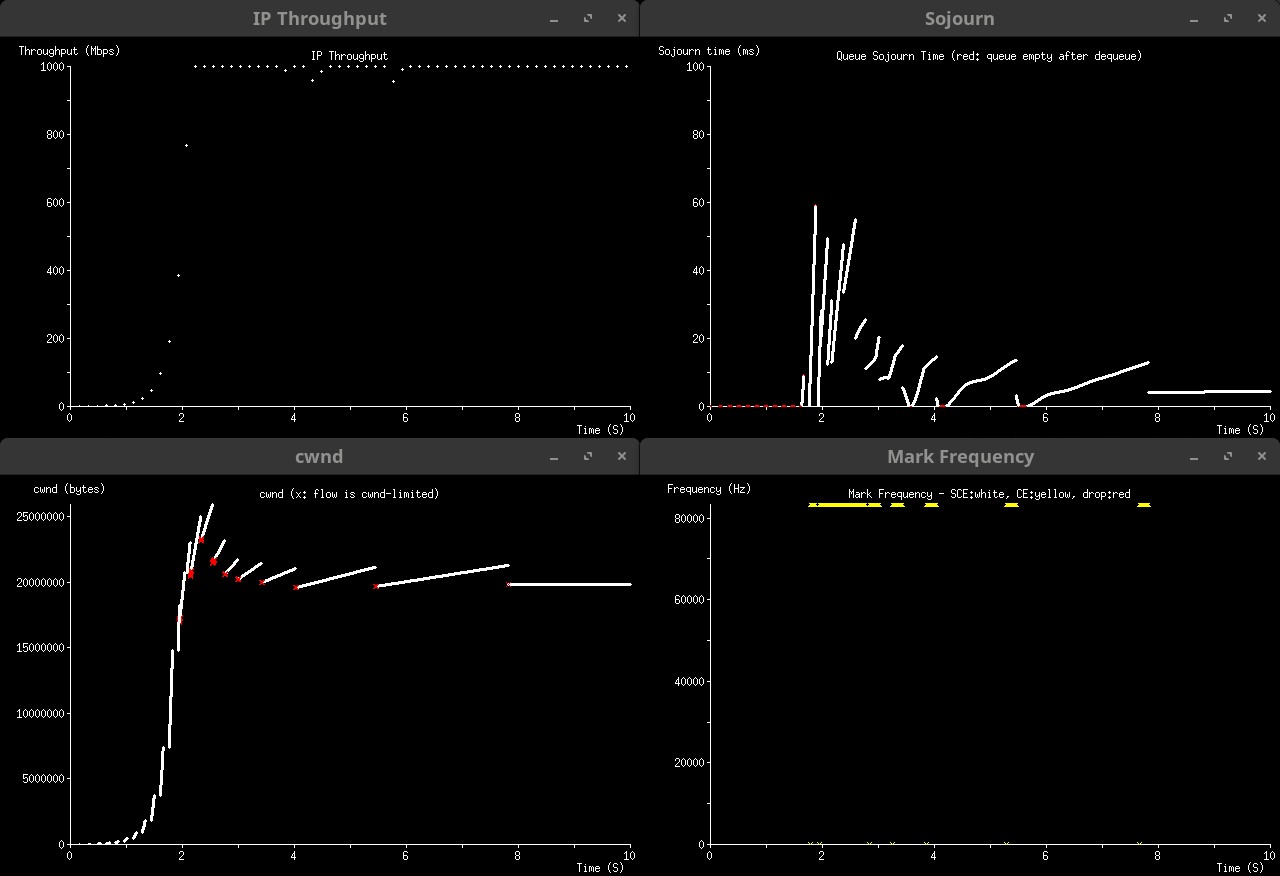 IP Throughput
Throughput (Mbps)
IP Throughput
1000
800
600
400
200
0
0 2 4 6 8 10
Time (S)
Sojourn
Sojourn time (ms)
Queue Sojourn Time (red: queue empty after dequeue)
100
80
60
40
20
0
0 2 4 6 8 10
Time (S)
cwnd
cwnd (bytes)
cwnd (x: flow is cwnd-limited)
25000000
20000000
15000000
10000000
5000000
0
0 2 4 6 8 10
Time (S)
Mark Frequency
Frequency (Hz)
Mark Frequency - SCE:white, CE:yellow, drop:red
80000
60000
40000
20000
0
0 2 4 6 8 10
Time (S)